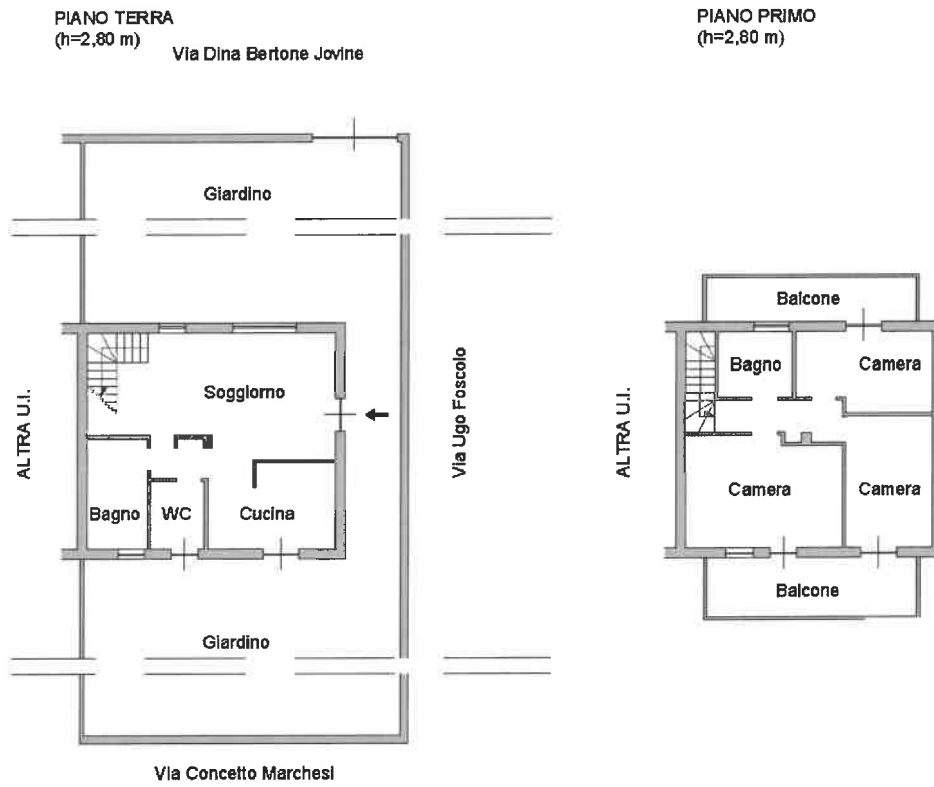 PIANO TERRA
(h=2,80 m)
Via Dina Bertone Jovine
Giardino
ALTRA U.I.
Soggiorno
Bagno
WC
Cucina
Via Ugo Foscolo
Giardino
Via Concetto Marchesi
PIANO PRIMO
(h=2,80 m)
Balcone
Bagno
Camera
ALTRA U.I.
Camera
Camera
Balcone